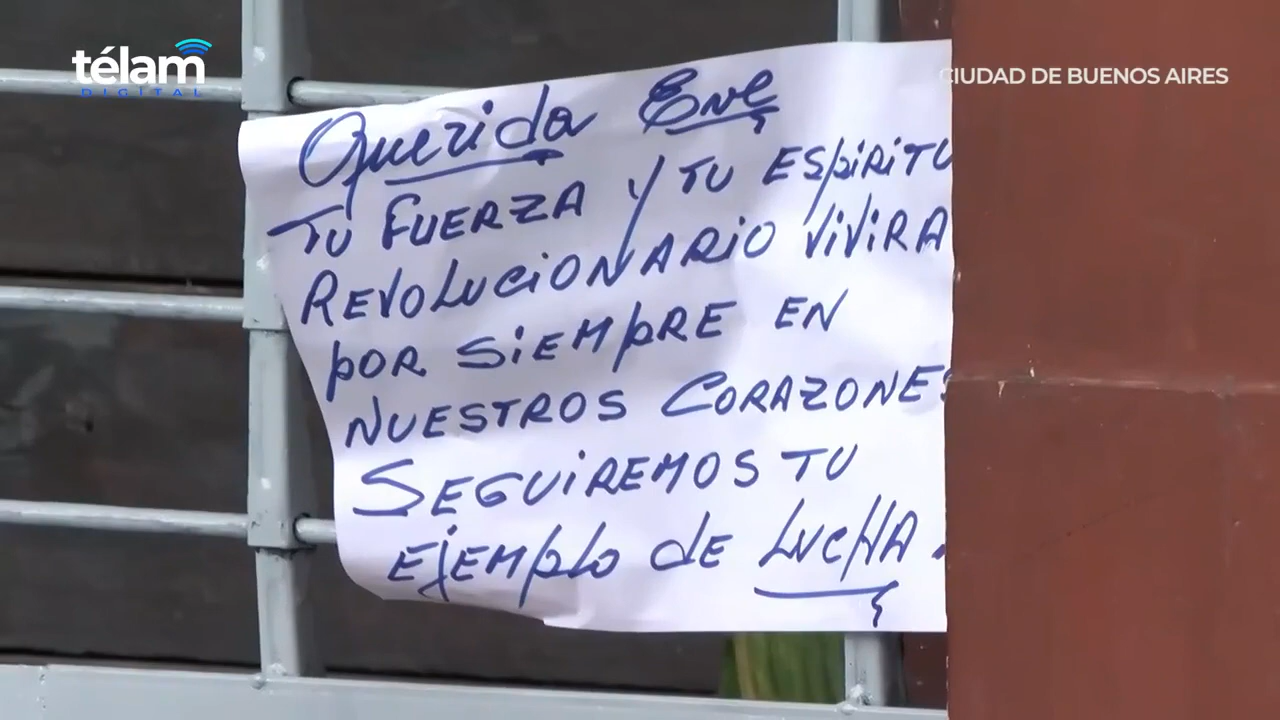 télam
DIGITAL
CIUDAD DE BUENOS AIRES
Querida Ene
TU FUERZA Y TU ESPIRITU
REVOLUCIONARIO VIVIRA
POR SIEMPRE EN
NUESTROS CORAZONES
SEGUIREMOS TU
EJEMPLO DE LUCHA.